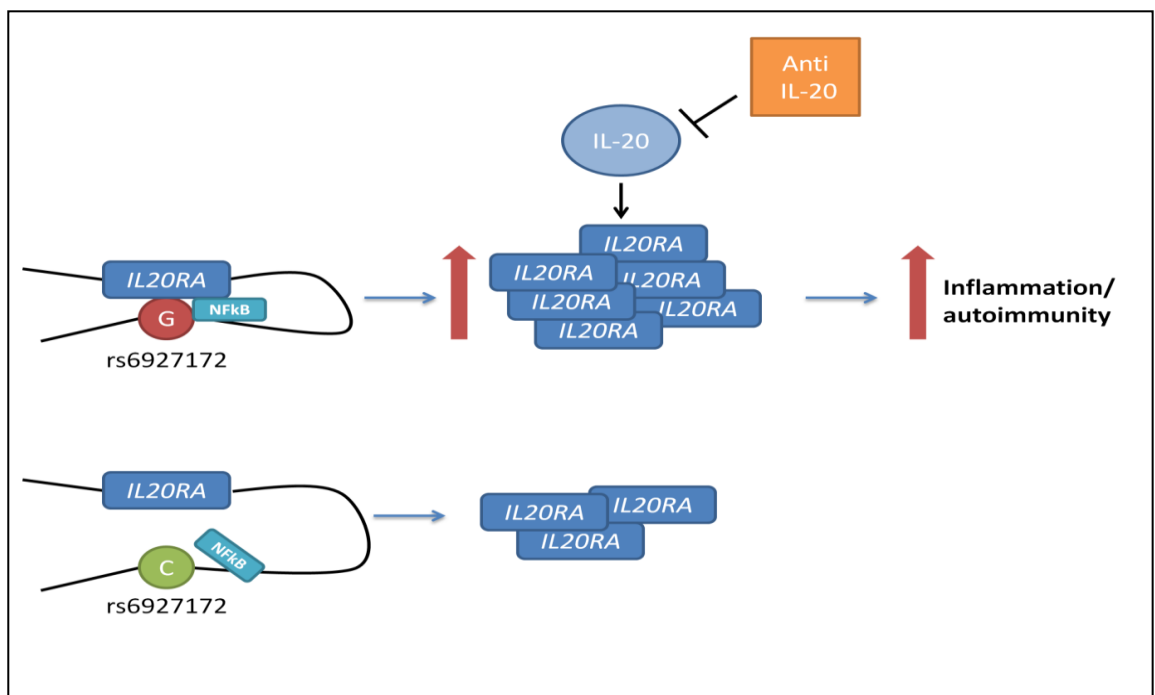 Anti
IL-20
IL-20
IL20RA
IL20RA
IL20RA
IL20RA
IL20RA
IL20RA
IL20RA
G
NFkB
rs6927172
Inflammation/
autoimmunity
IL20RA
C
NFkB
rs6927172
IL20RA
IL20RA
IL20RA